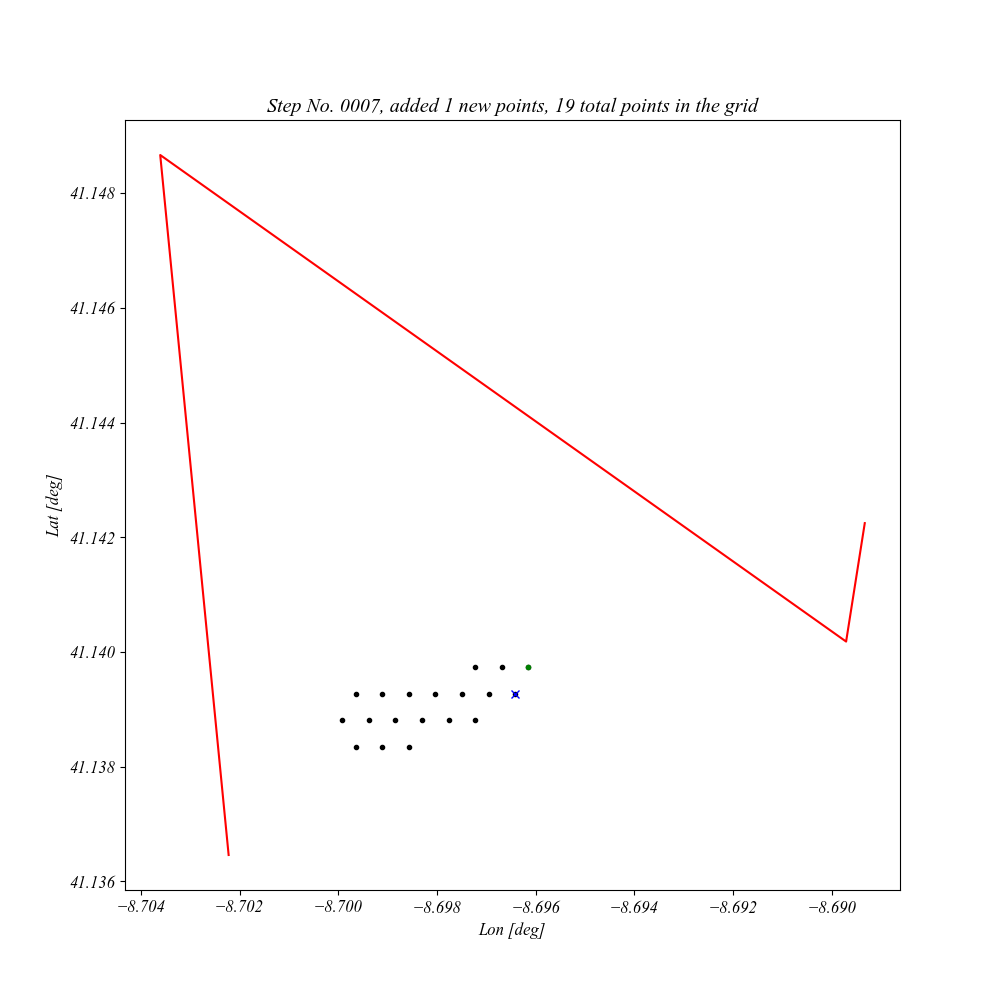 Step No. 0007, added 1 new points, 19 total points in the grid
41.148
41.146
41.144
41.142
41.140
41.138
41.136
Lat [deg]
−8.704 −8.702 −8.700 −8.698 −8.696 −8.694 −8.692 −8.690
Lon [deg]